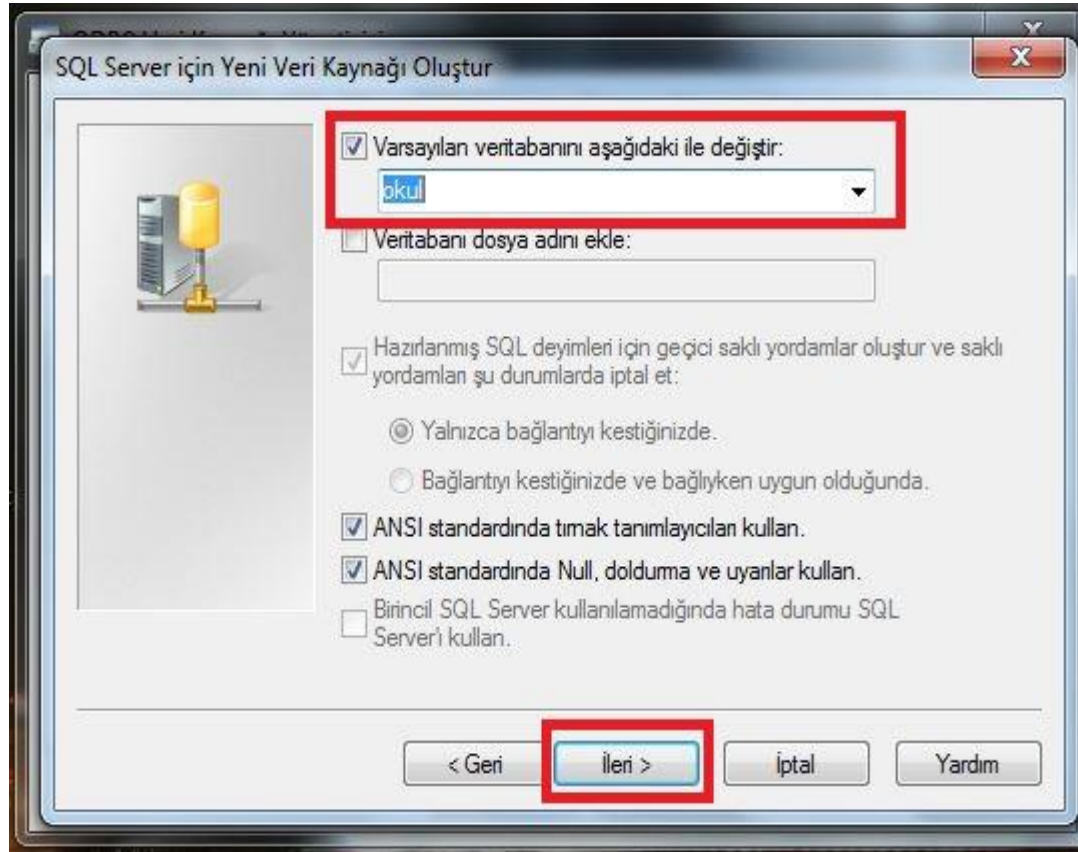 SQL Server için Yeni Veri Kaynağı Oluştur
Varsayılan veritabanını aşağıdaki ile değiştir:
okul
Veritabanı dosya adını ekle:
Hazırlanmış SQL deyimleri için geçici saklı yordamlar oluştur ve saklı
yordamları şu durumlarda iptal et:
Yalnızca bağlantıyı kestiğinizde.
Bağlantıyı kestiğinizde ve bağlıyken uygun olduğunda.
ANSI standardında tırnak tanımlayıcıları kullan.
ANSI standardında Null, doldurma ve uyarılar kullan.
Birincil SQL Server kullanılamadığında hata durumu SQL
Server'ı kullan.
< Geri
İleri >
İptal
Yardım